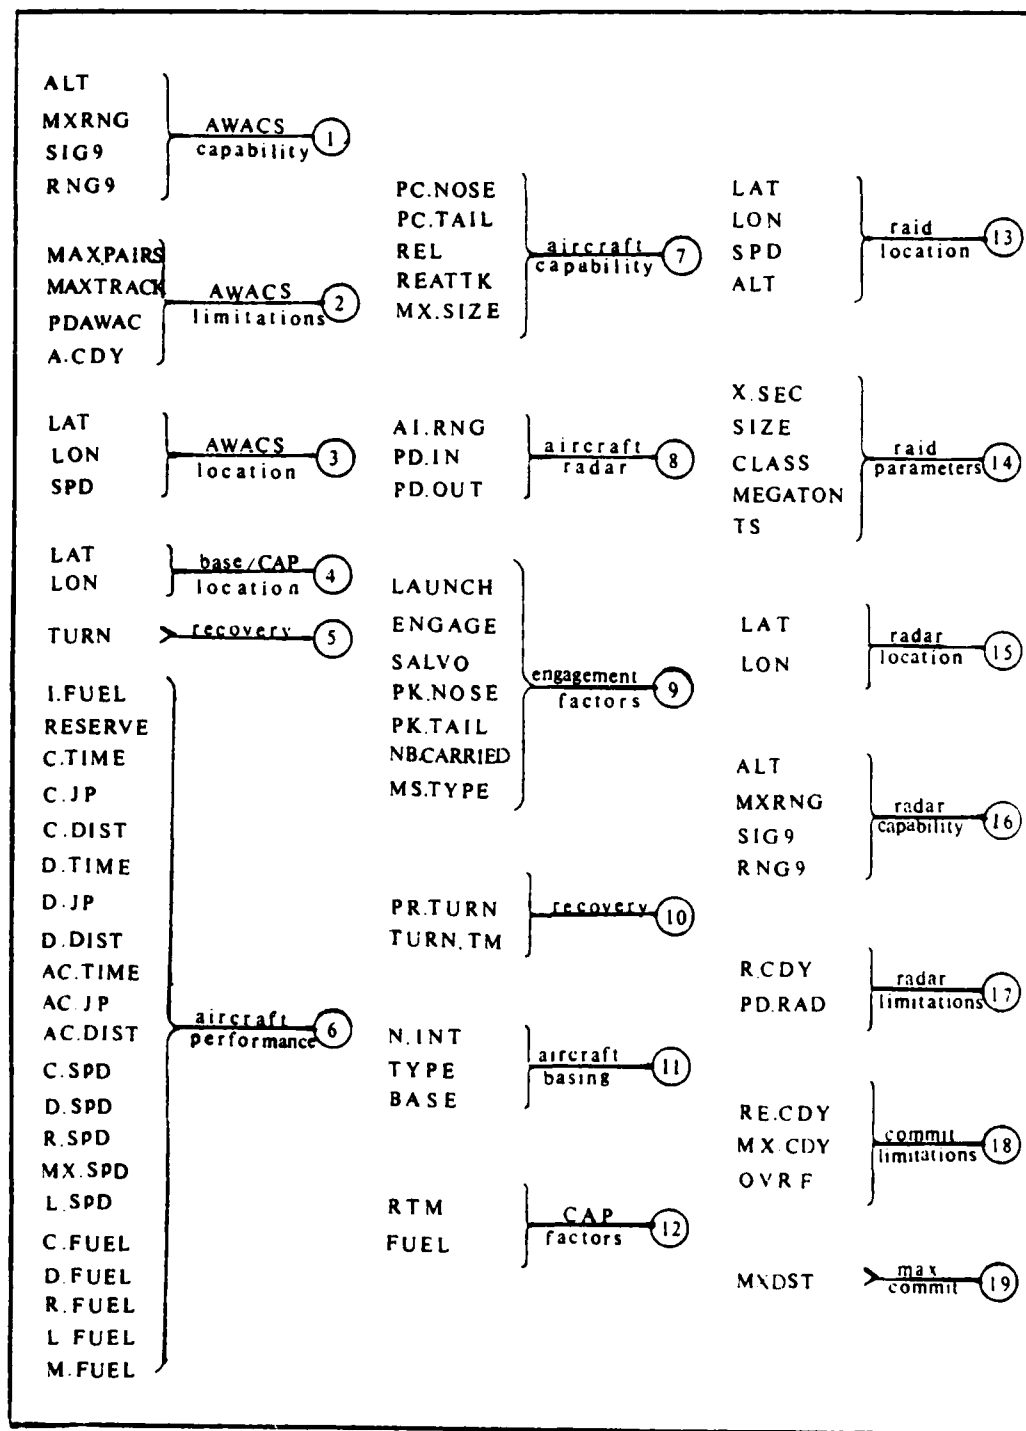 ALT
MXRNG
SIG9
RNG9
AWACS
capability
1
MAX.PAIRS
MAXTRACK
PDAWAC
A.CDY
AWACS
limitations
2
LAT
LON
SPD
AWACS
location
3
LAT
LON
base/CAP
location
4
TURN
recovery
5
I.FUEL
RESERVE
C.TIME
C.JP
C.DIST
D.TIME
D.JP
D.DIST
AC.TIME
AC.JP
AC.DIST
C.SPD
D.SPD
R.SPD
MX.SPD
L.SPD
C.FUEL
D.FUEL
R.FUEL
L FUEL
M.FUEL
aircraft
performance
6
PC.NOSE
PC.TAIL
REL
REATTK
MX.SIZE
aircraft
capability
7
AI.RNG
PD.IN
PD.OUT
aircraft
radar
8
LAUNCH
ENGAGE
SALVO
PK.NOSE
PK.TAIL
NB.CARRIED
MS.TYPE
engagement
factors
9
PR.TURN
TURN.TM
recovery
10
N.INT
TYPE
BASE
aircraft
basing
11
RTM
FUEL
CAP
factors
12
LAT
LON
SPD
ALT
raid
location
13
X.SEC
SIZE
CLASS
MEGATON
TS
raid
parameters
14
LAT
LON
radar
location
15
ALT
MXRNG
SIG9
RNG9
radar
capability
16
R.CDY
PD.RAD
radar
limitations
17
RE.CDY
MX.CDY
OVRF
commit
limitations
18
MXDST
max
commit
19